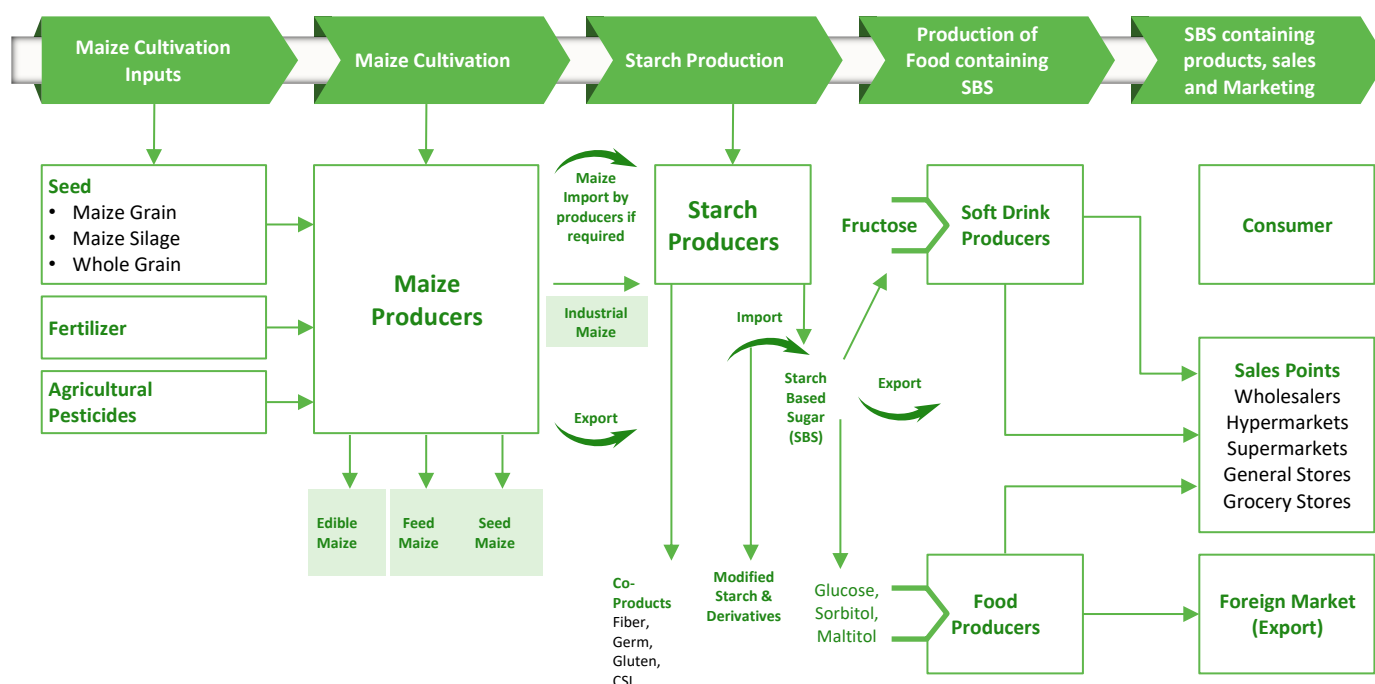 Maize Cultivation
Inputs
Maize Cultivation
Starch Production
Production of
Food containing
SBS
SBS containing
products, sales
and Marketing
Seed
• Maize Grain
• Maize Silage
• Whole Grain
Fertilizer
Agricultural
Pesticides
Maize
Producers
Edible
Maize
Feed
Maize
Seed
Maize
Maize
Import by
producers if
required
Industrial
Maize
Export
Starch
Producers
Import
Starch
Based
Sugar
(SBS)
Export
Co-
Products
Fiber,
Germ,
Gluten,
CSL
Modified
Starch &
Derivatives
Glucose,
Sorbitol,
Maltitol
Fructose
Soft Drink
Producers
Food
Producers
Consumer
Sales Points
Wholesalers
Hypermarkets
Supermarkets
General Stores
Grocery Stores
Foreign Market
(Export)